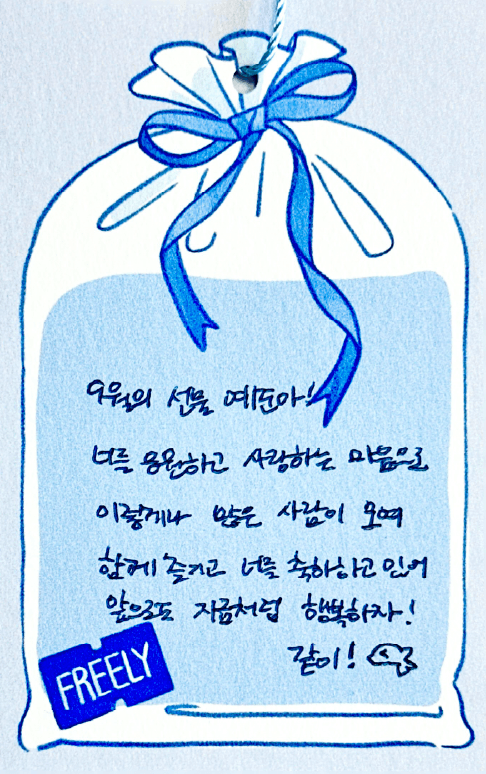 9월의 선물 예둔아!
너를 응원하고 사랑하는 마음으로
이렇게나 많은 사람이 모여
함께 즐기고 너를 축하하고 있어
앞으로도 지금처럼 행복하자!
같이!
FREELY